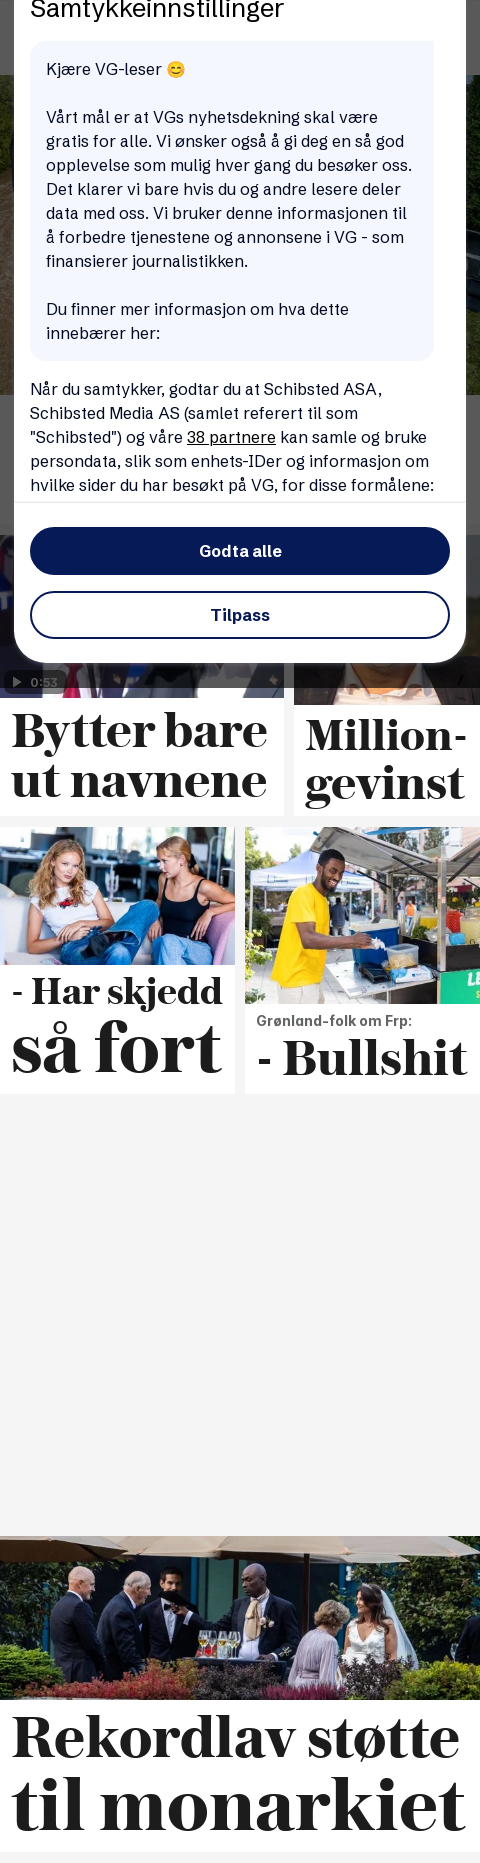 Samtykkeinnstillinger
Kjære VG-leser 😊
Vårt mål er at VGs nyhetsdekning skal være
gratis for alle. Vi ønsker også å gi deg en så god
opplevelse som mulig hver gang du besøker oss.
Det klarer vi bare hvis du og andre lesere deler
data med oss. Vi bruker denne informasjonen til
å forbedre tjenestene og annonsene i VG - som
finansierer journalistikken.
Du finner mer informasjon om hva dette
innebærer her:
Når du samtykker, godtar du at Schibsted ASA,
Schibsted Media AS (samlet referert til som
"Schibsted") og våre 38 partnere kan samle og bruke
persondata, slik som enhets-IDer og informasjon om
hvilke sider du har besøkt på VG, for disse formålene:
Godta alle
Tilpass
0:53
Bytter bare
ut navnene
Million-
gevinst
- Har skjedd
så fort
Grønland-folk om Frp:
- Bullshit
Rekordlav støtte
til monarkiet